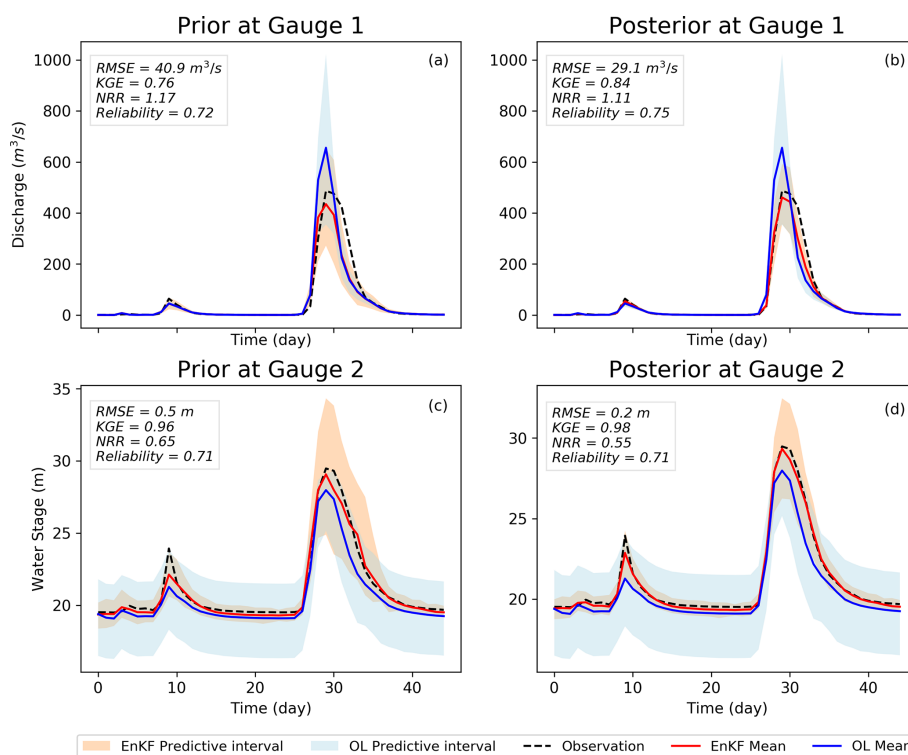 Prior at Gauge 1
Posterior at Gauge 1
(a)
RMSE = 40.9 m³/s
KGE = 0.76
NRR = 1.17
Reliability = 0.72
1000
800
600
400
200
0
Discharge (m³/s)
Time (day)
(b)
RMSE = 29.1 m³/s
KGE = 0.84
NRR = 1.11
Reliability = 0.75
1000
800
600
400
200
0
Time (day)
Prior at Gauge 2
Posterior at Gauge 2
(c)
RMSE = 0.5 m
KGE = 0.96
NRR = 0.65
Reliability = 0.71
35
30
25
20
Water Stage (m)
0 10 20 30 40
Time (day)
(d)
RMSE = 0.2 m
KGE = 0.98
NRR = 0.55
Reliability = 0.71
30
25
20
0 10 20 30 40
Time (day)
EnKF Predictive interval OL Predictive interval Observation EnKF Mean OL Mean